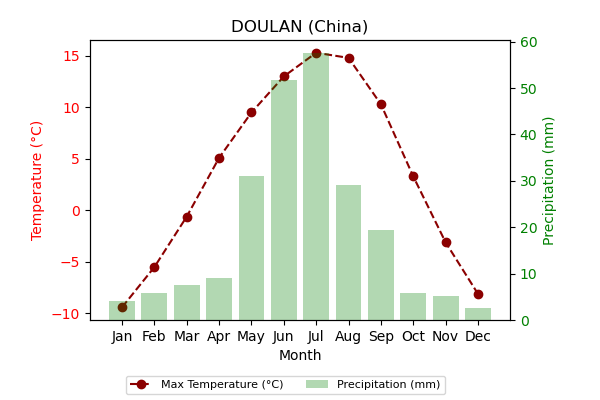 DOULAN (China)
15
10
5
0
−5
−10
Temperature (°C)
60
50
40
30
20
10
0
Precipitation (mm)
Jan Feb Mar Apr May Jun Jul Aug Sep Oct Nov Dec
Month
Max Temperature (°C) Precipitation (mm)